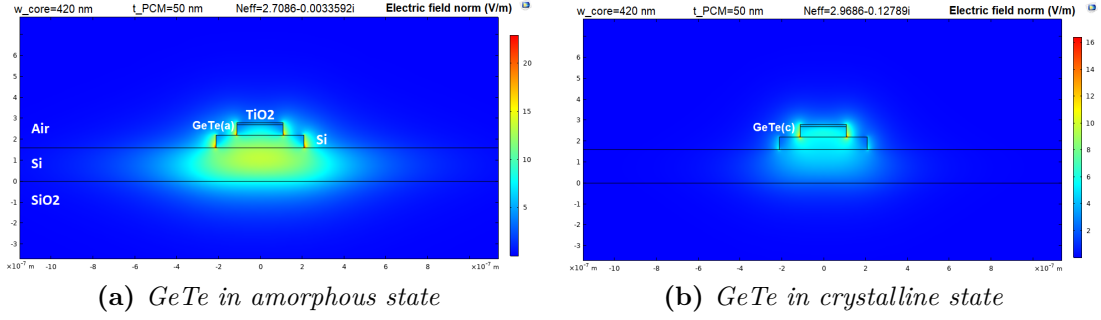 w_core=420 nm t_PCM=50 nm Neff=2.7086-0.0033592i Electric field norm (V/m)
7
6
5
4
3
2
1
0
-1
-2
-3
Air
Si
SiO2
GeTe(a)
TiO2
Si
20
15
10
5
×10⁻⁷ m -10 -8 -6 -4 -2 0 2 4 6 8 ×10⁻⁷ m
(a) GeTe in amorphous state
w_core=420 nm t_PCM=50 nm Neff=2.9686-0.12789i Electric field norm (V/m)
7
6
5
4
3
2
1
0
-1
-2
-3
GeTe(c)
16
14
12
10
8
6
4
2
×10⁻⁷ m -10 -8 -6 -4 -2 0 2 4 6 8 ×10⁻⁷ m
(b) GeTe in crystalline state